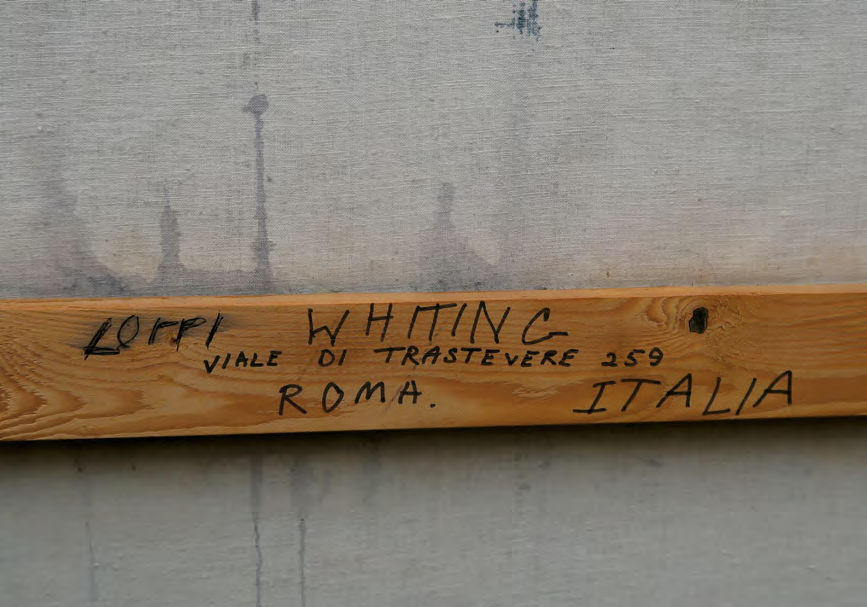 LOPPI WHITING
VIALE DI TRASTEVERE 259
ROMA. ITALIA